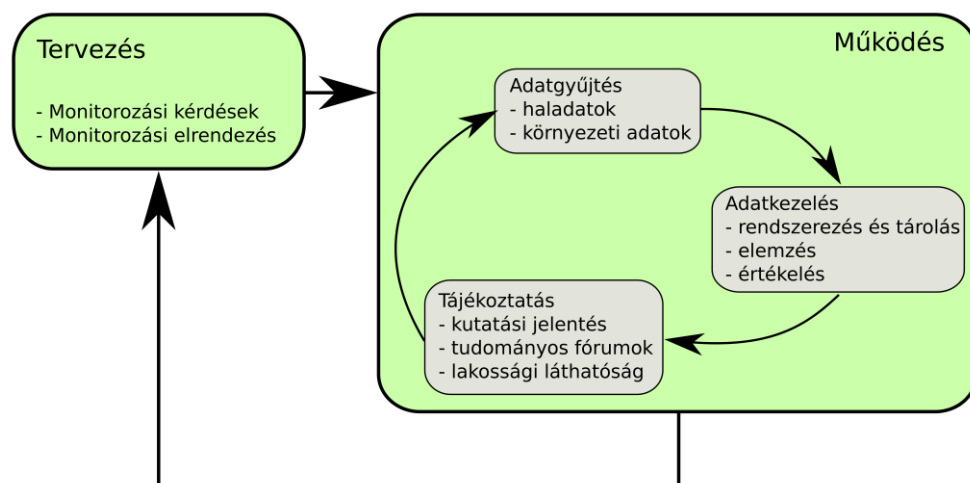 Tervezés
- Monitorozási kérdések
- Monitorozási elrendezés
Működés
Adatgyűjtés
- haladatok
- környezeti adatok
Adatkezelés
- rendszerezés és tárolás
- elemzés
- értékelés
Tájékoztatás
- kutatási jelentés
- tudományos fórumok
- lakossági láthatóság